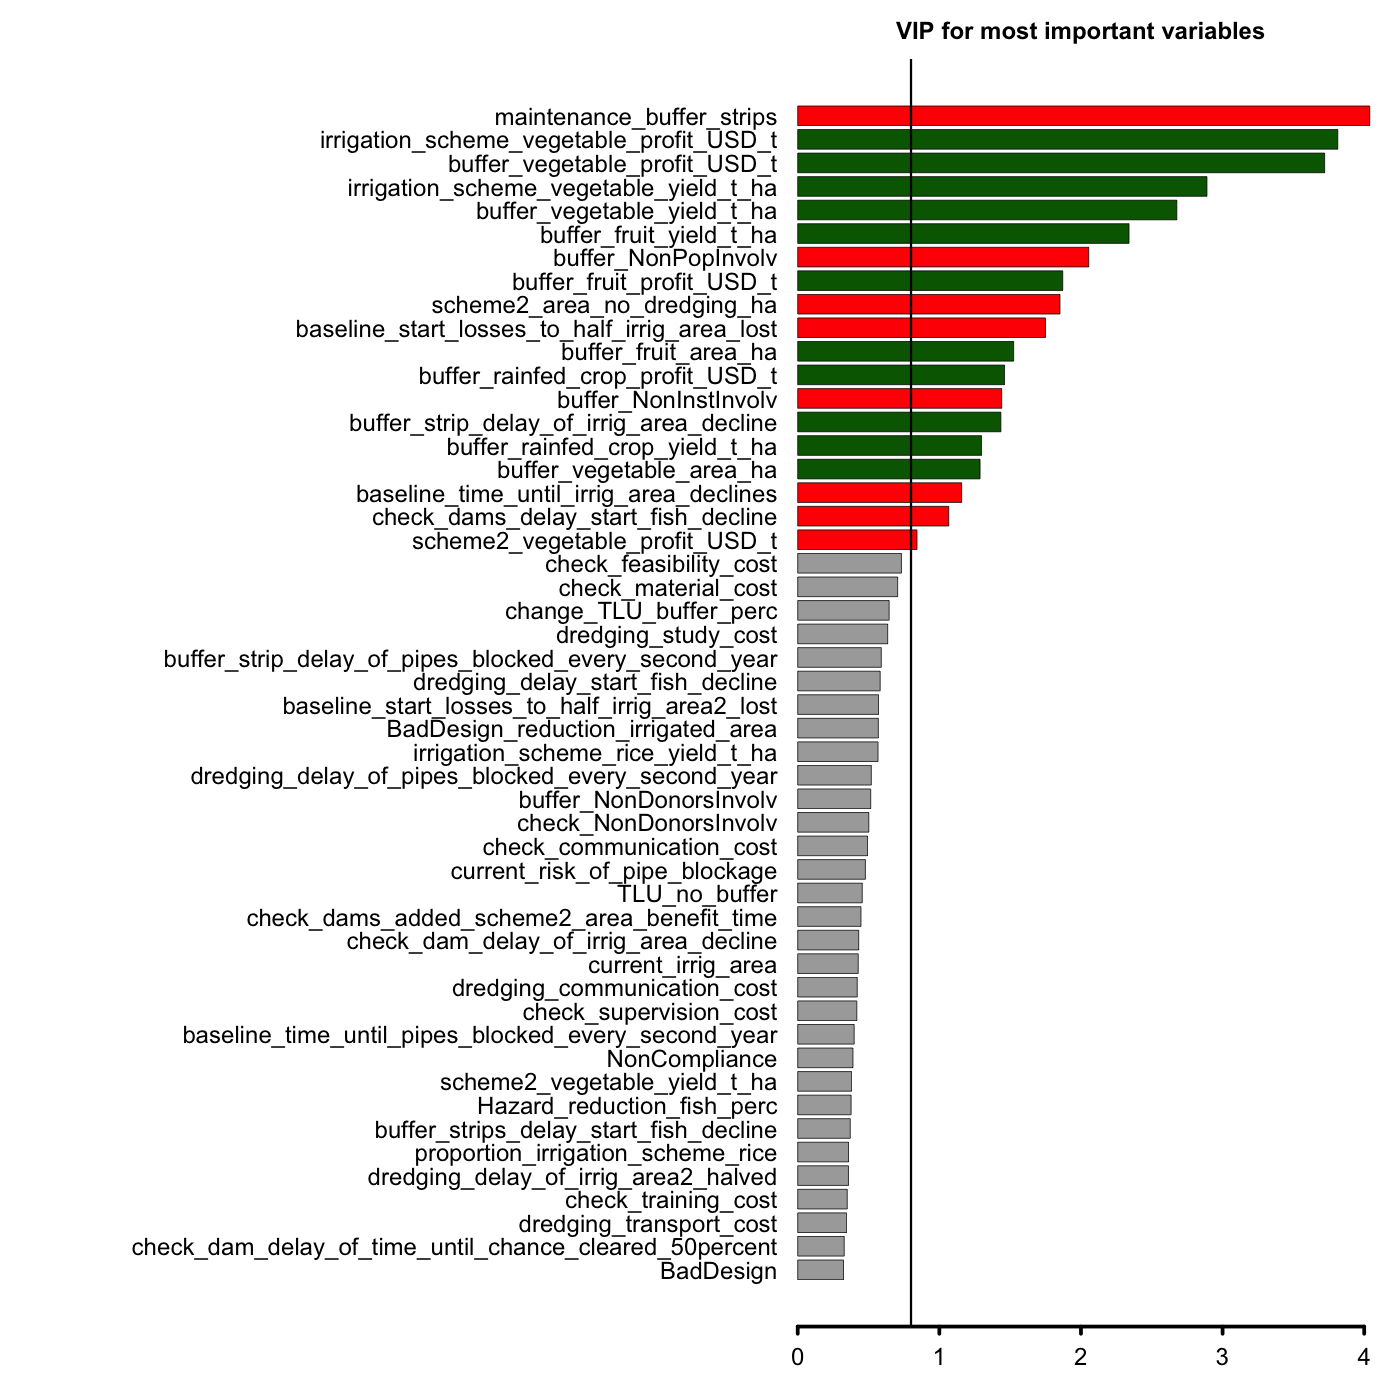 VIP for most important variables
maintenance_buffer_strips
irrigation_scheme_vegetable_profit_USD_t
buffer_vegetable_profit_USD_t
irrigation_scheme_vegetable_yield_t_ha
buffer_vegetable_yield_t_ha
buffer_fruit_yield_t_ha
buffer_NonPopInvolv
buffer_fruit_profit_USD_t
scheme2_area_no_dredging_ha
baseline_start_losses_to_half_irrig_area_lost
buffer_fruit_area_ha
buffer_rainfed_crop_profit_USD_t
buffer_NonInstInvolv
buffer_strip_delay_of_irrig_area_decline
buffer_rainfed_crop_yield_t_ha
buffer_vegetable_area_ha
baseline_time_until_irrig_area_declines
check_dams_delay_start_fish_decline
scheme2_vegetable_profit_USD_t
check_feasibility_cost
check_material_cost
change_TLU_buffer_perc
dredging_study_cost
buffer_strip_delay_of_pipes_blocked_every_second_year
dredging_delay_start_fish_decline
baseline_start_losses_to_half_irrig_area2_lost
BadDesign_reduction_irrigated_area
irrigation_scheme_rice_yield_t_ha
dredging_delay_of_pipes_blocked_every_second_year
buffer_NonDonorsInvolv
check_NonDonorsInvolv
check_communication_cost
current_risk_of_pipe_blockage
TLU_no_buffer
check_dams_added_scheme2_area_benefit_time
check_dam_delay_of_irrig_area_decline
current_irrig_area
dredging_communication_cost
check_supervision_cost
baseline_time_until_pipes_blocked_every_second_year
NonCompliance
scheme2_vegetable_yield_t_ha
Hazard_reduction_fish_perc
buffer_strips_delay_start_fish_decline
proportion_irrigation_scheme_rice
dredging_delay_of_irrig_area2_halved
check_training_cost
dredging_transport_cost
check_dam_delay_of_time_until_chance_cleared_50percent
BadDesign
0 1 2 3 4